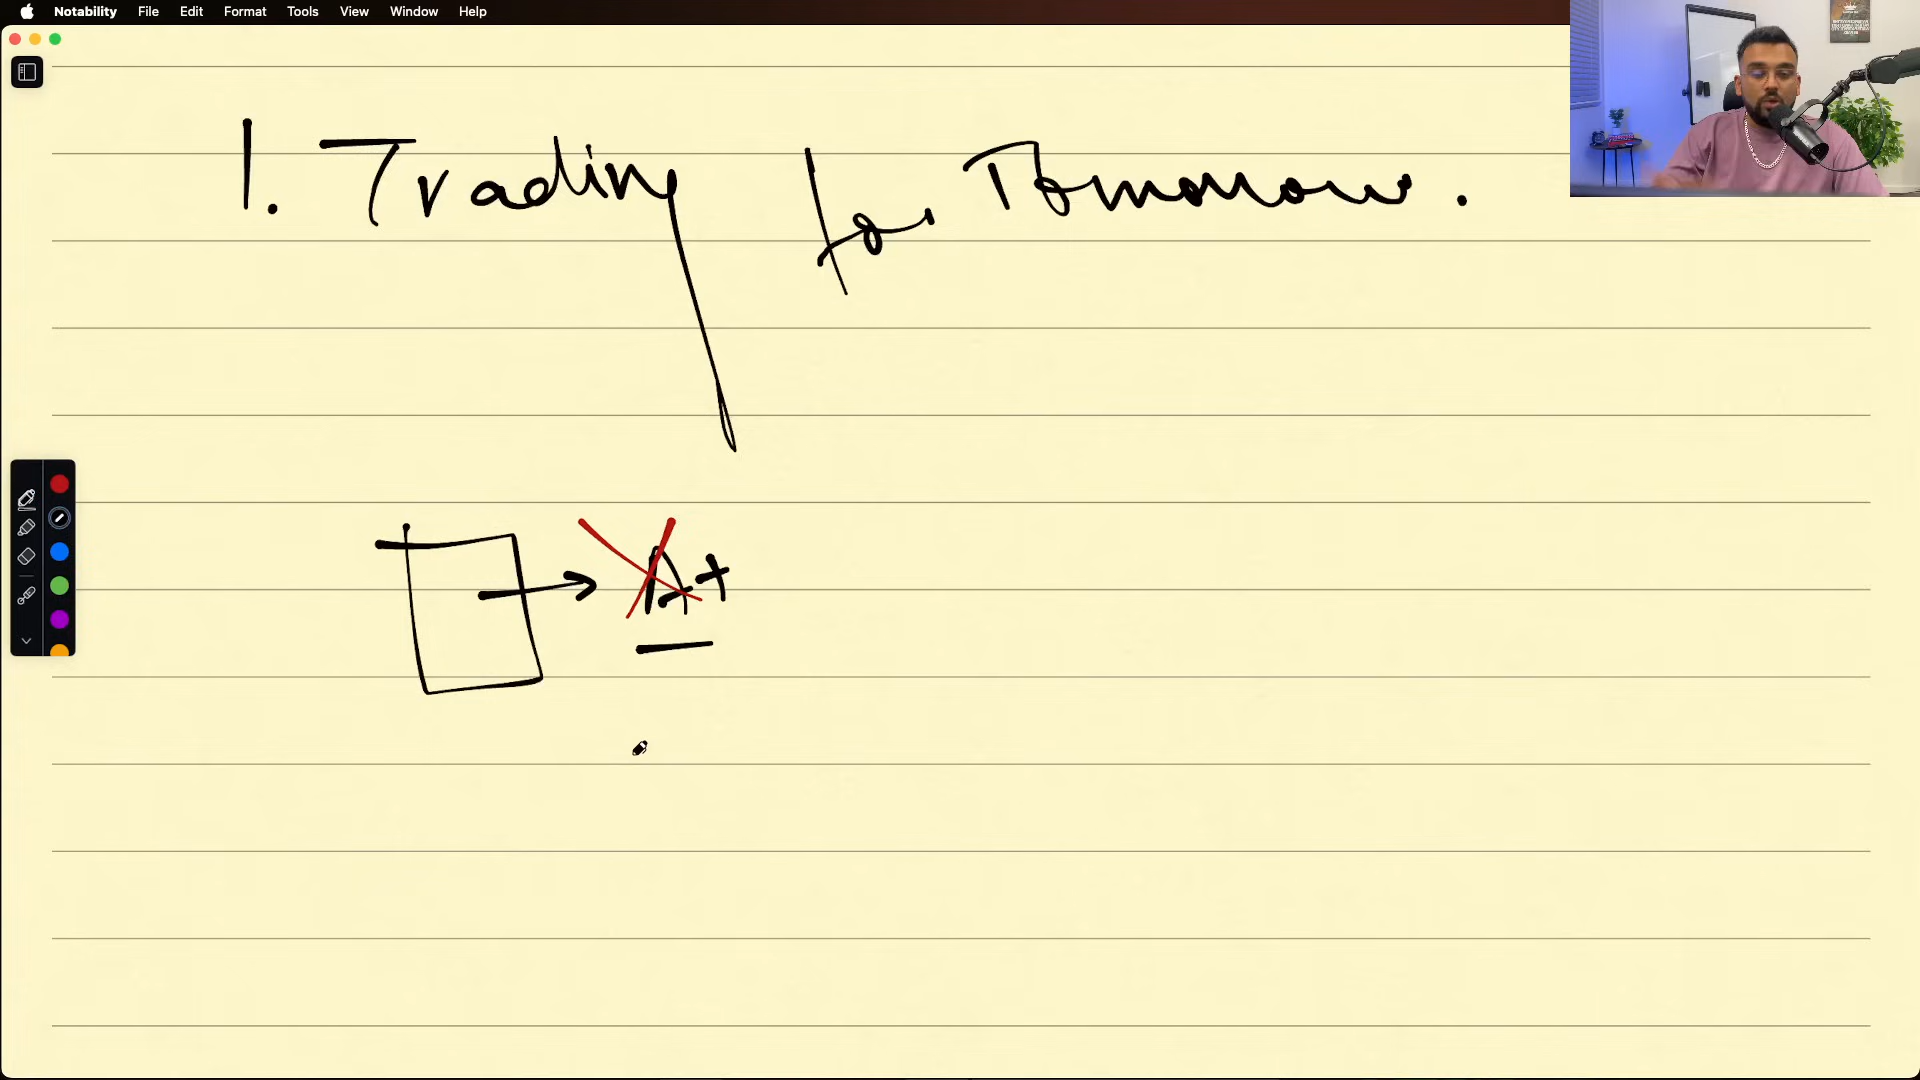 Notability File Edit Format Tools View Window Help
1. Trading for Tomorrow.
A+